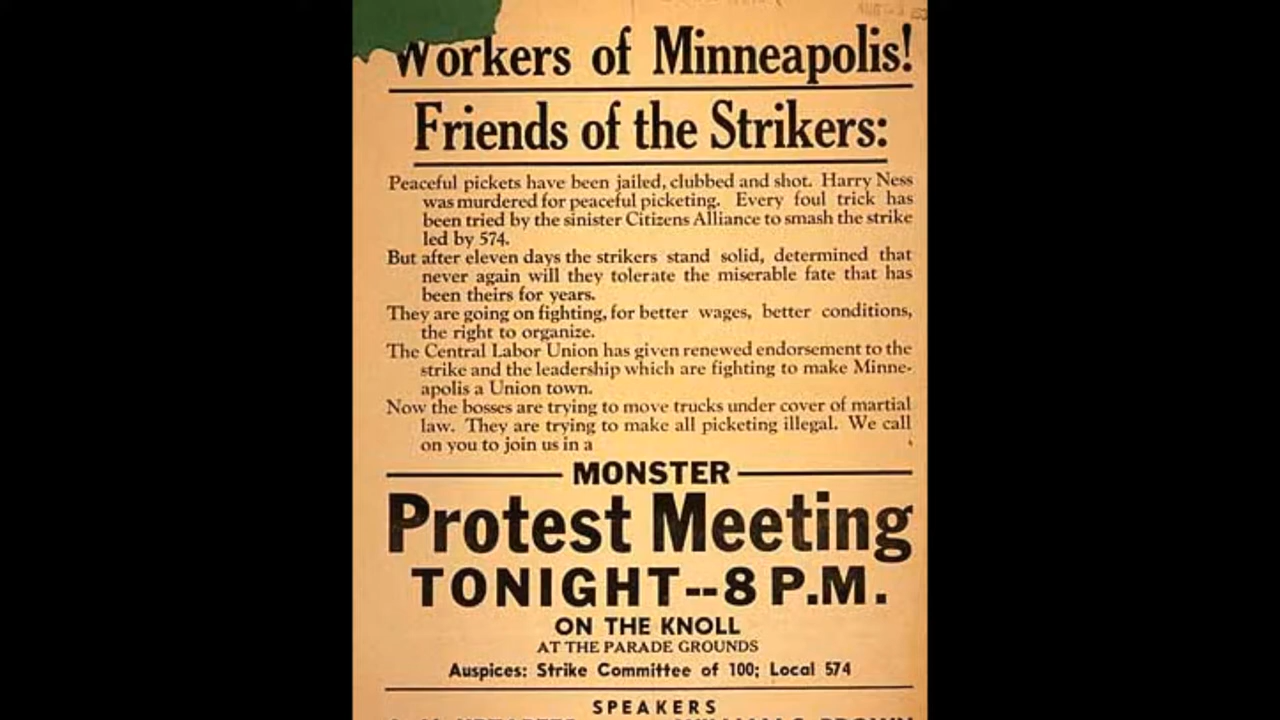 Workers of Minneapolis!
Friends of the Strikers:
Peaceful pickets have been jailed, clubbed and shot. Harry Ness
was murdered for peaceful picketing. Every foul trick has
been tried by the sinister Citizens Alliance to smash the strike
led by 574.
But after eleven days the strikers stand solid, determined that
never again will they tolerate the miserable fate that has
been theirs for years.
They are going on fighting, for better wages, better conditions,
the right to organize.
The Central Labor Union has given renewed endorsement to the
strike and the leadership which are fighting to make Minne-
apolis a Union town.
Now the bosses are trying to move trucks under cover of martial
law. They are trying to make all picketing illegal. We call
on you to join us in a
MONSTER
Protest Meeting
TONIGHT--8 P.M.
ON THE KNOLL
AT THE PARADE GROUNDS
Auspices: Strike Committee of 100; Local 574
SPEAKERS